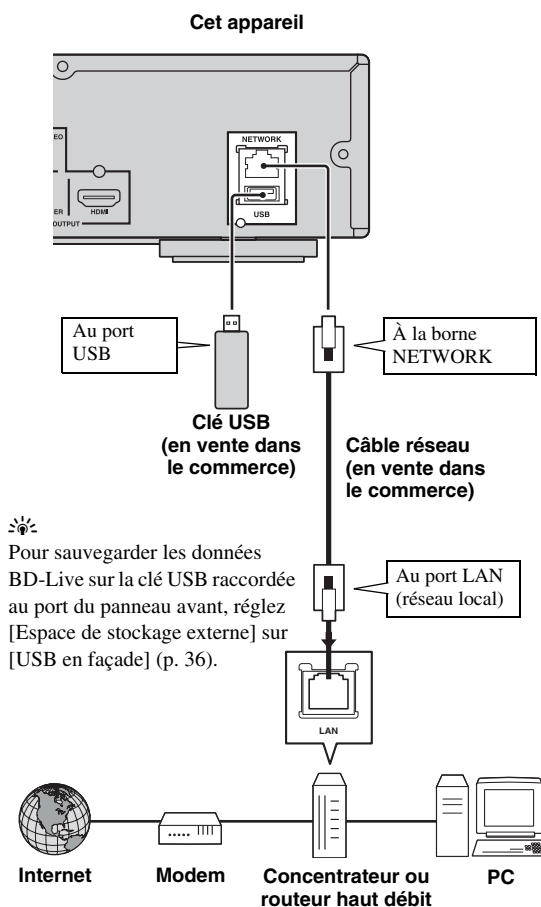 Cet appareil
EO
ER
HDMI
OUTPUT
NETWORK
USB
Au port
USB
À la borne
NETWORK
Clé USB
(en vente dans
le commerce)
Câble réseau
(en vente dans
le commerce)
Pour sauvegarder les données
BD-Live sur la clé USB raccordée
au port du panneau avant, réglez
[Espace de stockage externe] sur
[USB en façade] (p. 36).
Au port LAN
(réseau local)
LAN
Internet
Modem
Concentrateur ou
routeur haut débit
PC